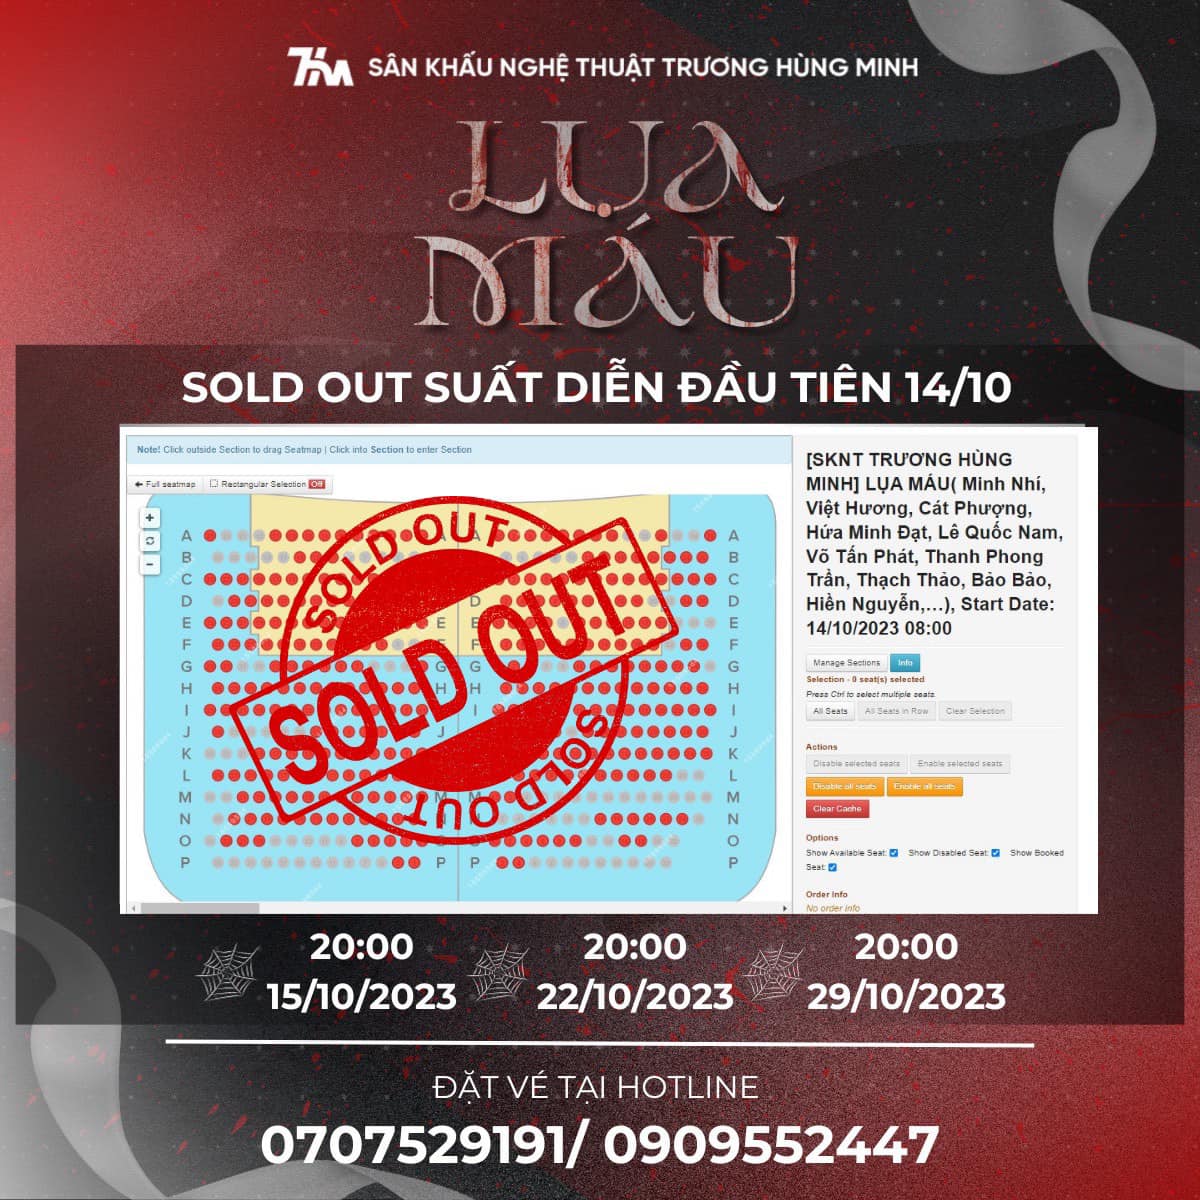 THM SÂN KHẤU NGHỆ THUẬT TRƯƠNG HÙNG MINH
LỤA
MÁU
SOLD OUT SUẤT DIỄN ĐẦU TIÊN 14/10
Note! Click outside Section to drag Seatmap | Click into Section to enter Section
Full seatmap
Rectangular Selection Off
SOLD OUT
SOLD OUT
SOLD OUT
A A A A
B B
C C
D D D
E E E E
F F F F
G G G G
H H H H
I I I
J J J
K K
L L
M M M M
N N N
O O
P P P P
[SKNT TRƯƠNG HÙNG
MINH] LỤA MÁU( Minh Nhí,
Việt Hương, Cát Phượng,
Hứa Minh Đạt, Lê Quốc Nam,
Võ Tấn Phát, Thanh Phong
Trần, Thạch Thảo, Bảo Bảo,
Hiền Nguyễn,...), Start Date:
14/10/2023 08:00
Manage Sections Info
Selection - 0 seat(s) selected
Press Ctrl to select multiple seats.
All Seats All Seats in Row Clear Selection
Actions
Disable selected seats Enable selected seats
Disable all seats Enable all seats
Clear Cache
Options
Show Available Seat: Show Disabled Seat: Show Booked
Seat:
Order Info
No order info
20:00 20:00 20:00
15/10/2023 22/10/2023 29/10/2023
ĐẶT VÉ TẠI HOTLINE
0707529191/ 0909552447